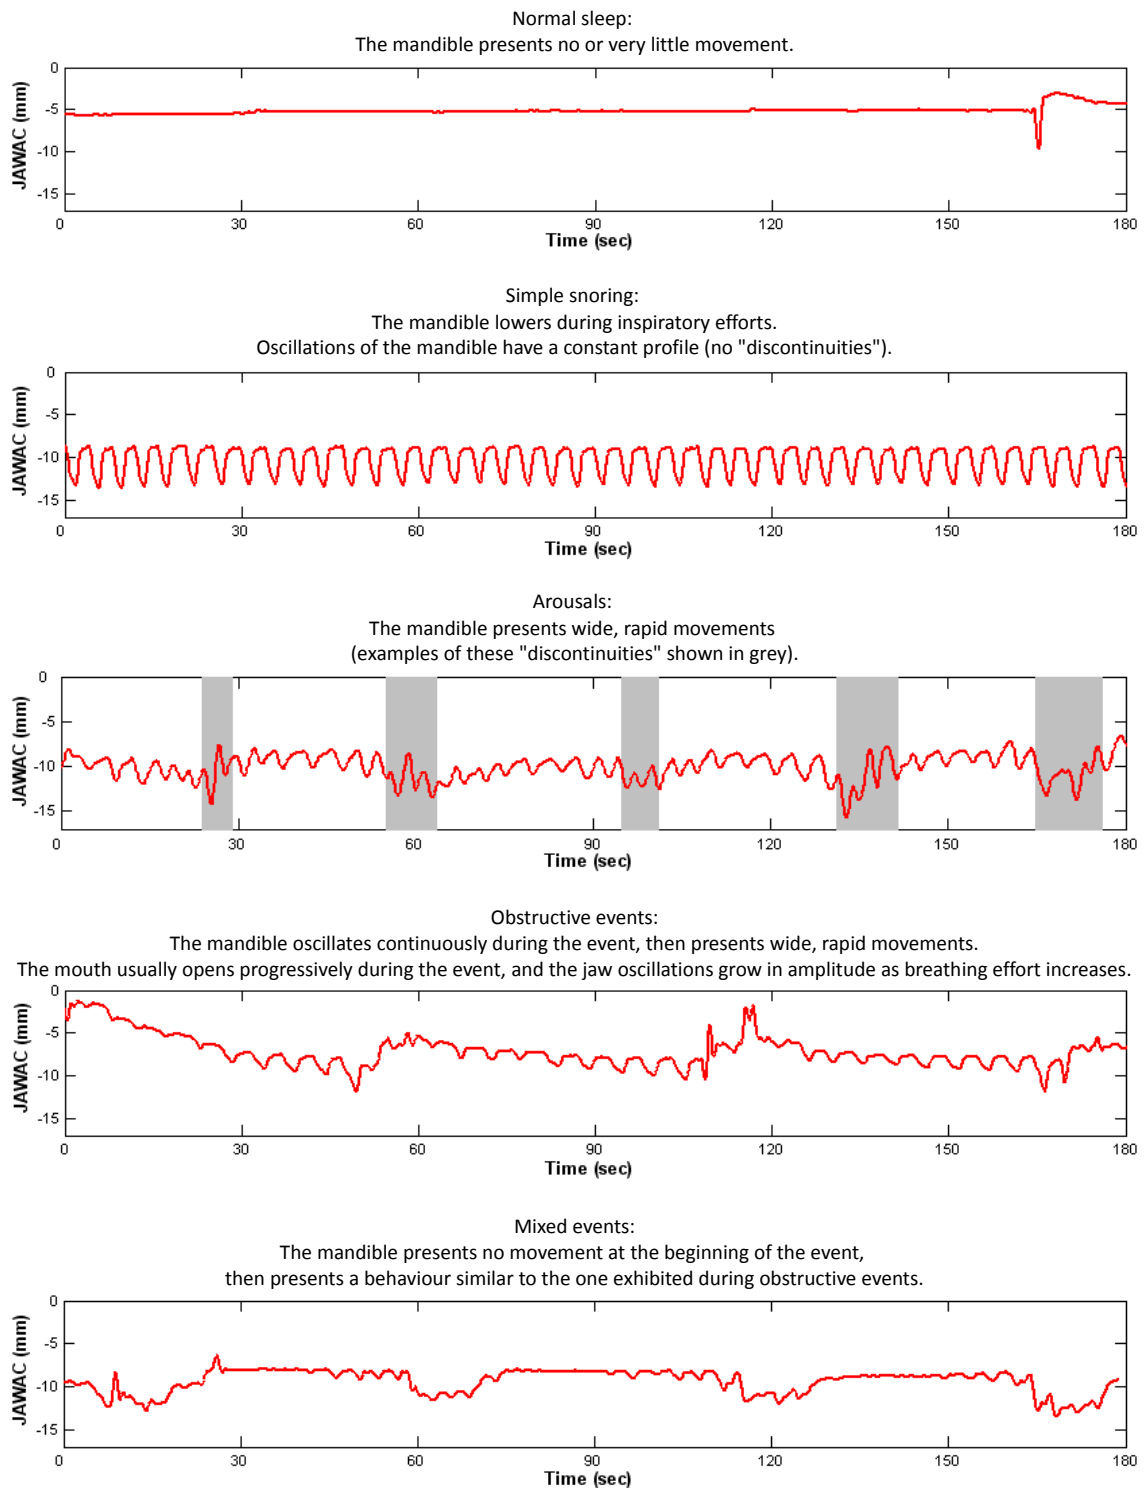 Normal sleep:
The mandible presents no or very little movement.
0
-5
-10
-15
JAWAC (mm)
0 30 60 90 120 150 180
Time (sec)
Simple snoring:
The mandible lowers during inspiratory efforts.
Oscillations of the mandible have a constant profile (no "discontinuities").
0
-5
-10
-15
JAWAC (mm)
0 30 60 90 120 150 180
Time (sec)
Arousals:
The mandible presents wide, rapid movements
(examples of these "discontinuities" shown in grey).
0
-5
-10
-15
JAWAC (mm)
0 30 60 90 120 150 180
Time (sec)
Obstructive events:
The mandible oscillates continuously during the event, then presents wide, rapid movements.
The mouth usually opens progressively during the event, and the jaw oscillations grow in amplitude as breathing effort increases.
0
-5
-10
-15
JAWAC (mm)
0 30 60 90 120 150 180
Time (sec)
Mixed events:
The mandible presents no movement at the beginning of the event,
then presents a behaviour similar to the one exhibited during obstructive events.
0
-5
-10
-15
JAWAC (mm)
0 30 60 90 120 150 180
Time (sec)